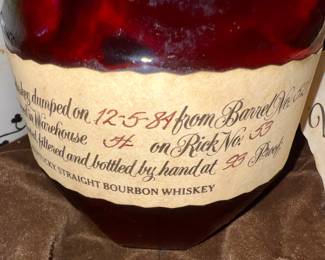 dumped on 12-5-84 from Barrel No.
Warehouse H on Rick No. 53
filtered and bottled by hand at 93 Proof
STRAIGHT BOURBON WHISKEY